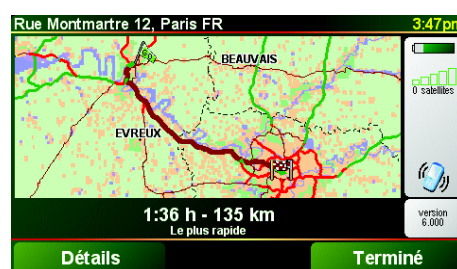 Rue Montmartre 12, Paris FR 3:47pm
BEAUVAIS
0 satellites
EVREUX
1:36 h - 135 km
Le plus rapide
version
6.000
Détails Terminé